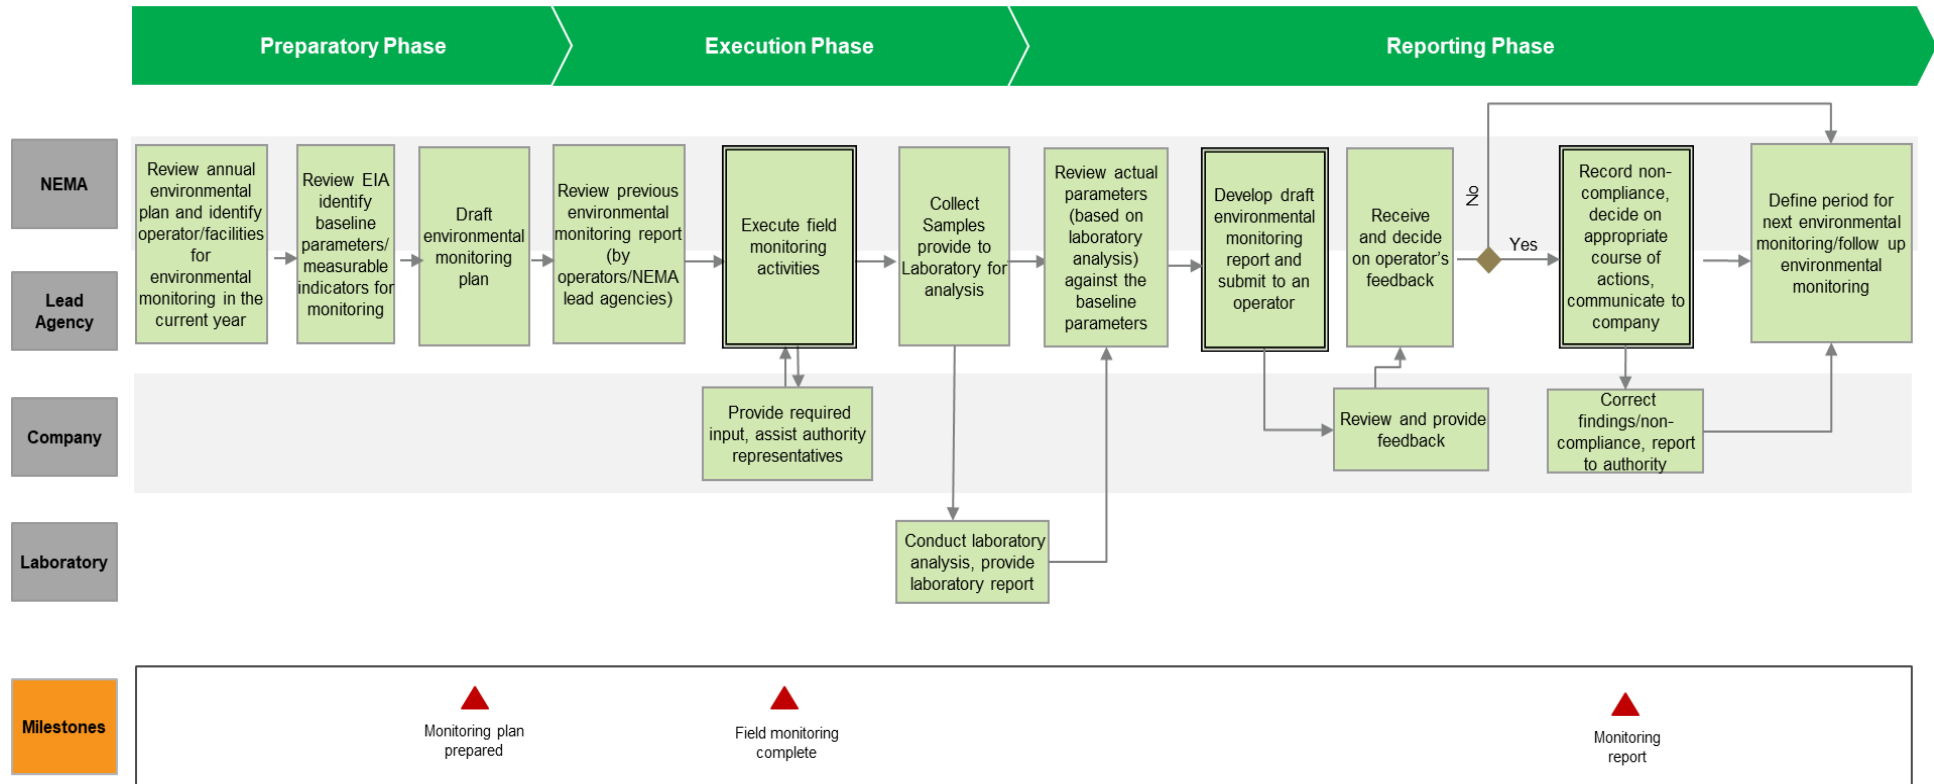 Preparatory Phase
Execution Phase
Reporting Phase
NEMA
Lead
Agency
Company
Laboratory
Milestones
Review annual
environmental
plan and identify
operator/facilities
for
environmental
monitoring in the
current year
Review EIA
identify
baseline
parameters/
measurable
indicators for
monitoring
Draft
environmental
monitoring
plan
Review previous
environmental
monitoring report
(by
operators/NEMA
lead agencies)
Execute field
monitoring
activities
Collect
Samples
provide to
Laboratory for
analysis
Review actual
parameters
(based on
laboratory
analysis)
against the
baseline
parameters
Develop draft
environmental
monitoring
report and
submit to an
operator
Receive
and decide
on operator’s
feedback
No
Yes
Record non-
compliance,
decide on
appropriate
course of
actions,
communicate to
company
Define period for
next environmental
monitoring/follow up
environmental
monitoring
Provide required
input, assist authority
representatives
Review and provide
feedback
Correct
findings/non-
compliance, report
to authority
Conduct laboratory
analysis, provide
laboratory report
Monitoring plan
prepared
Field monitoring
complete
Monitoring
report